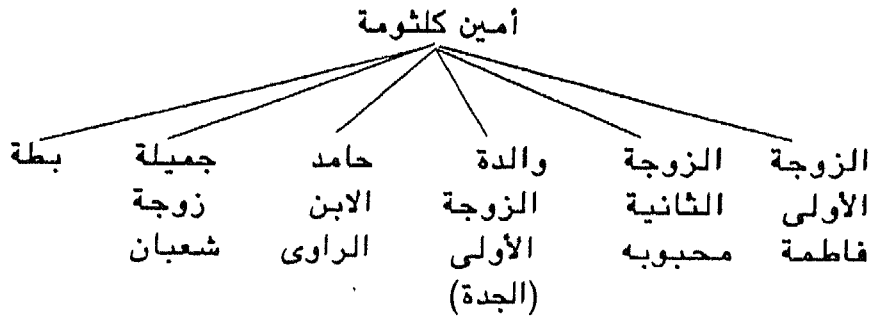 أمين كلثومة
الزوجة الزوجة والدة حامد جميلة بطة
الأولى الثانية الزوجة الابن زوجة
فاطمة محبوبه الأولى الراوى شعبان
(الجدة)